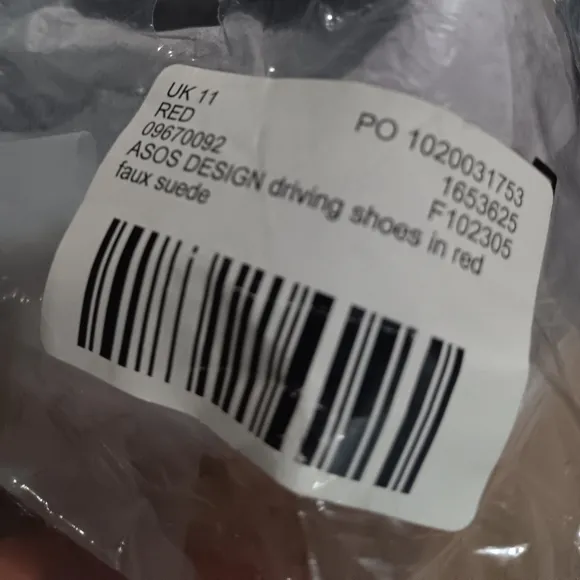 UK 11
RED
09670092
ASOS DESIGN driving shoes in red
faux suede
PO 1020031753
1653625
F102305